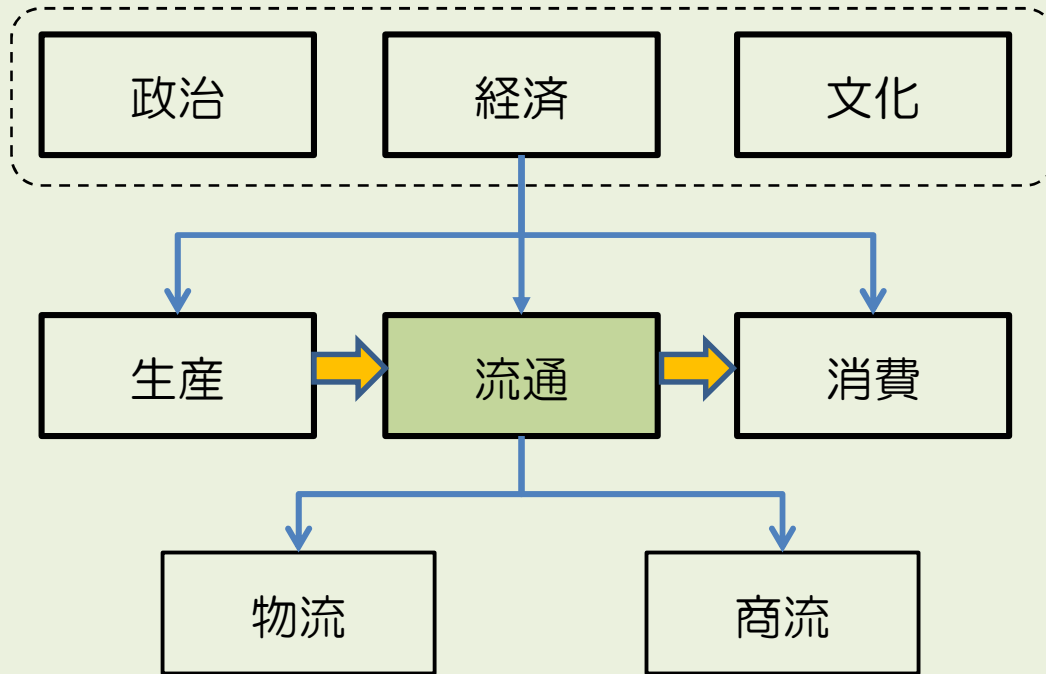 政治
経済
文化
生産
流通
消費
物流
商流